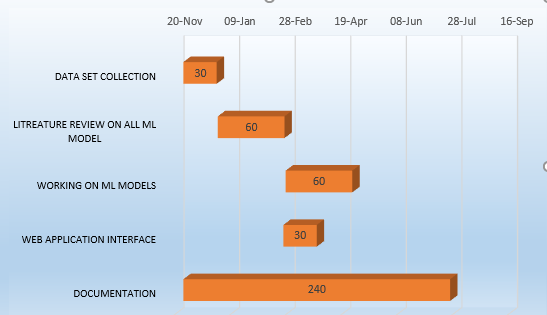 20-Nov 09-Jan 28-Feb 19-Apr 08-Jun 28-Jul 16-Sep
DATA SET COLLECTION 30
LITREATURE REVIEW ON ALL ML
MODEL
60
WORKING ON ML MODELS 60
WEB APPLICATION INTERFACE 30
DOCUMENTATION 240